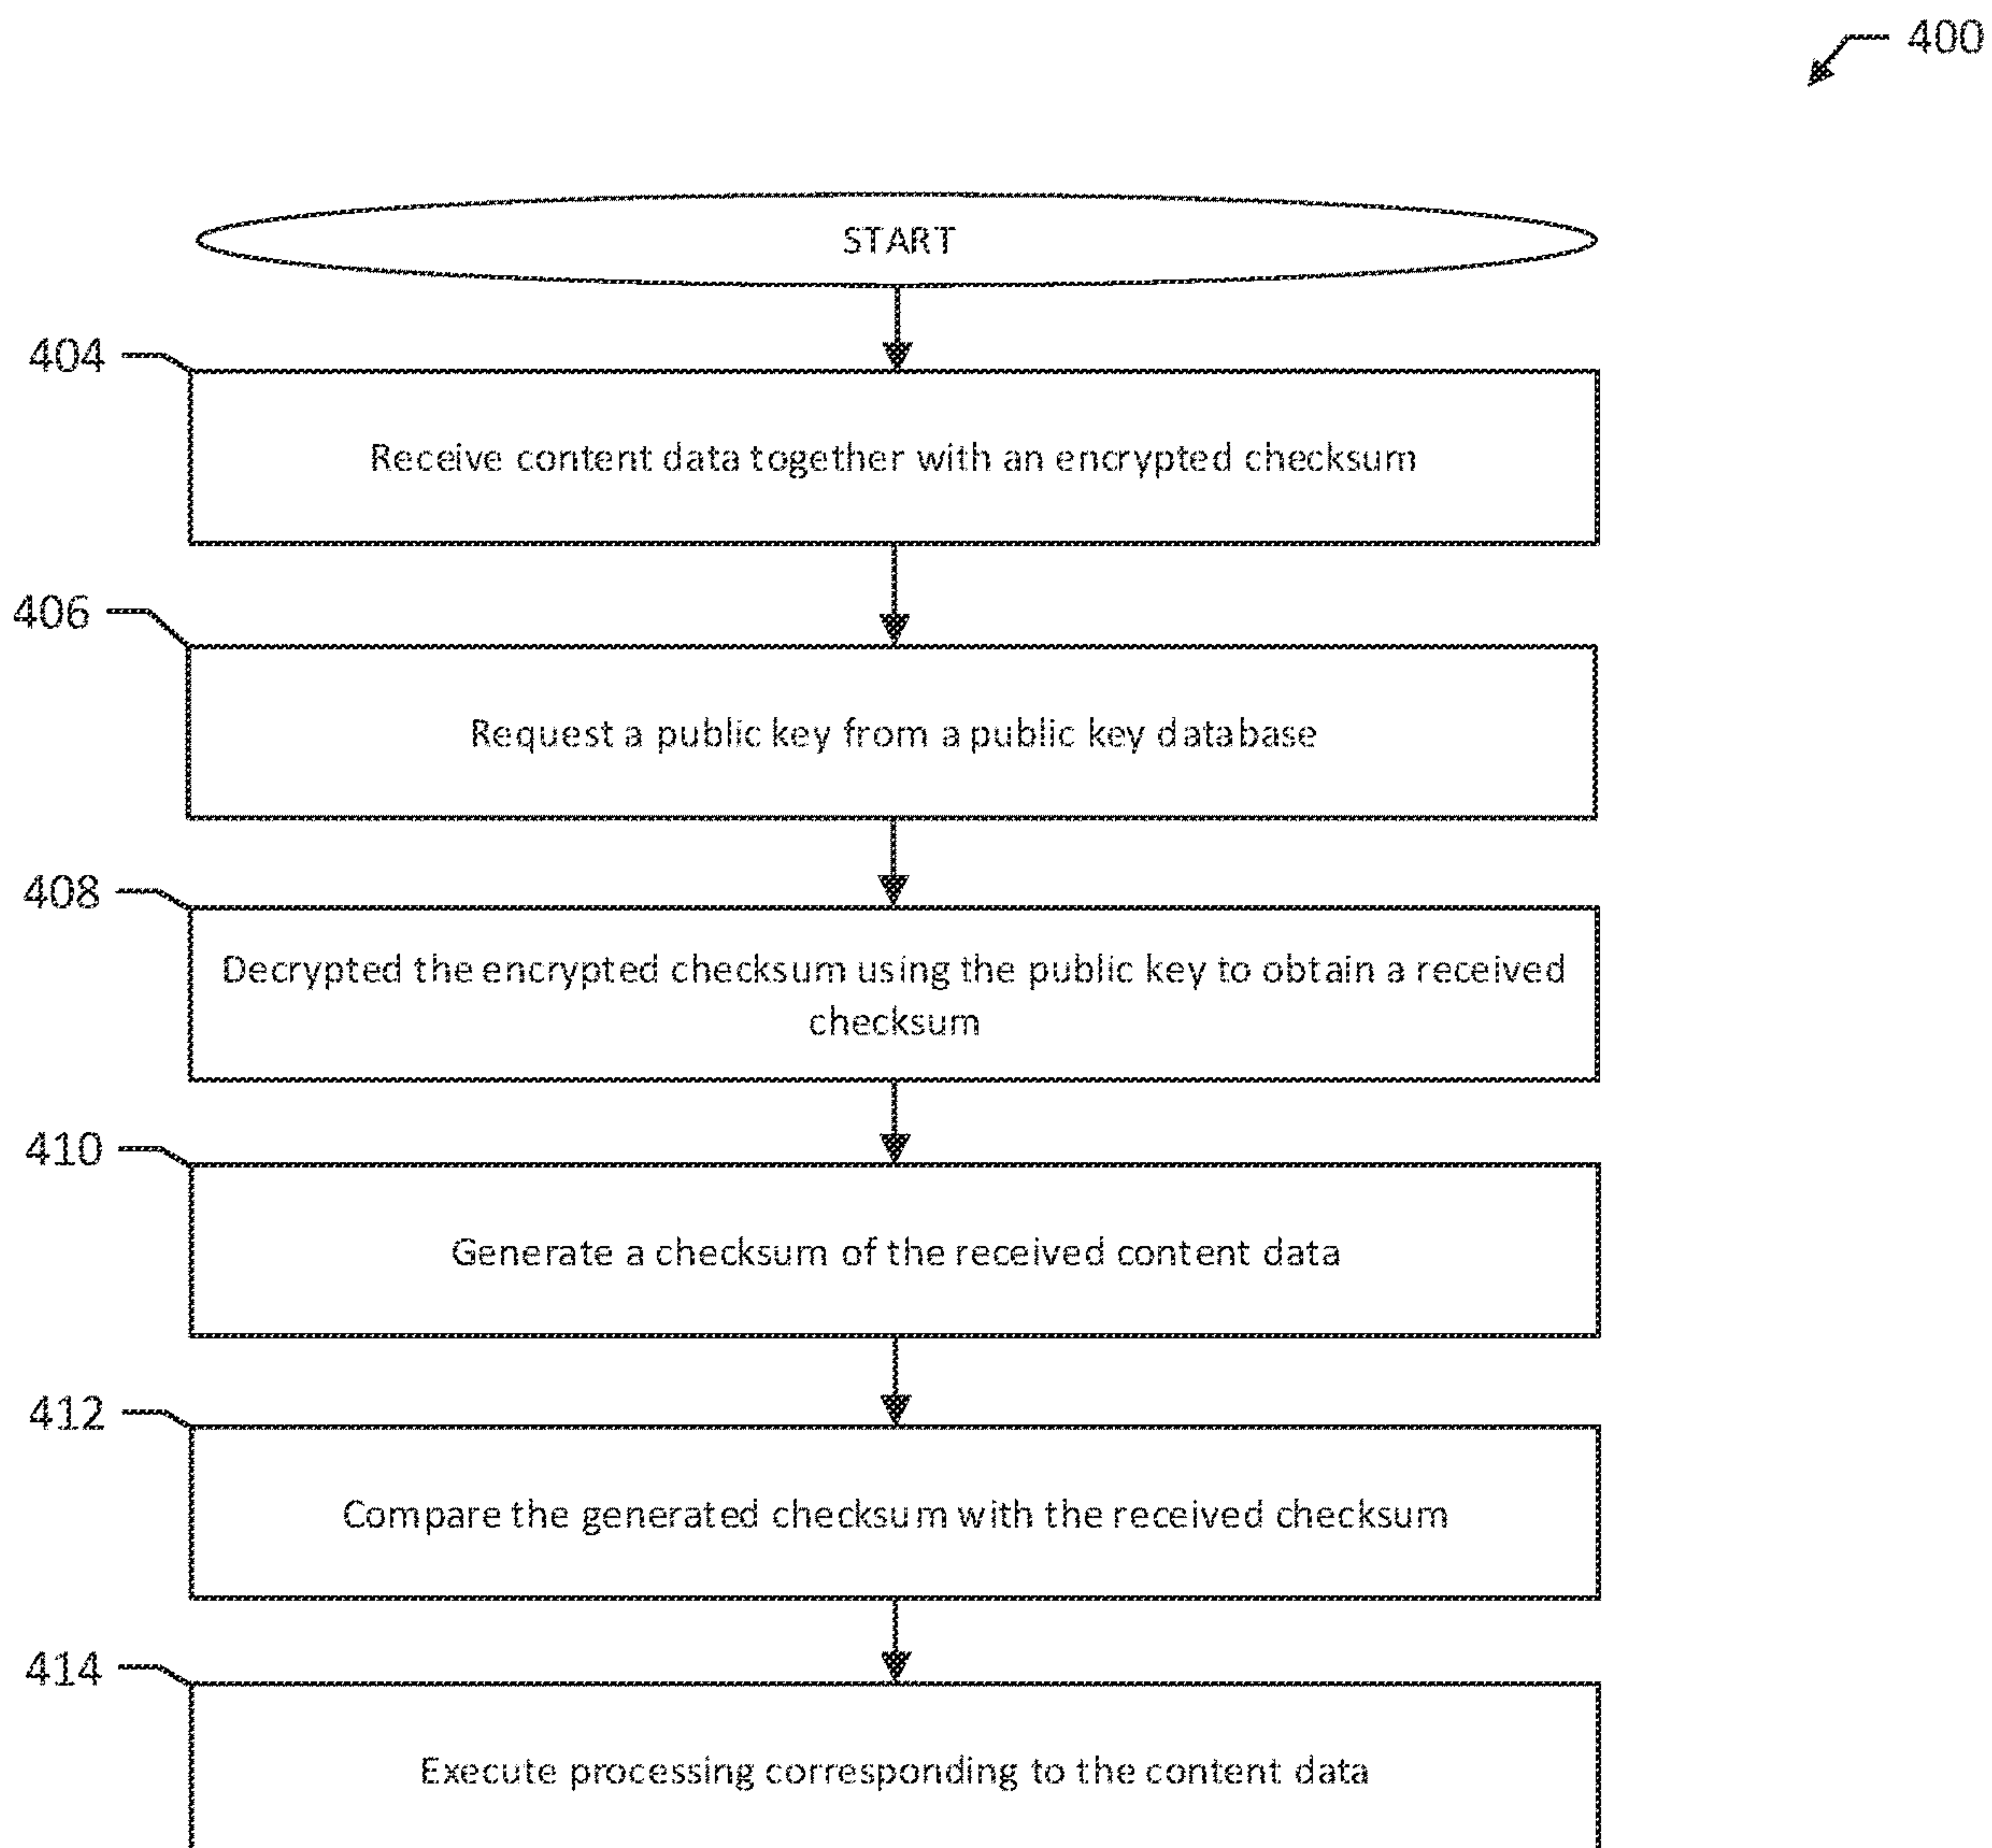 400
START
404
Receive content data together with an encrypted checksum
406
Request a public key from a public key database
408
Decrypted the encrypted checksum using the public key to obtain a received
checksum
410
Generate a checksum of the received content data
412
Compare the generated checksum with the received checksum
414
Execute processing corresponding to the content data